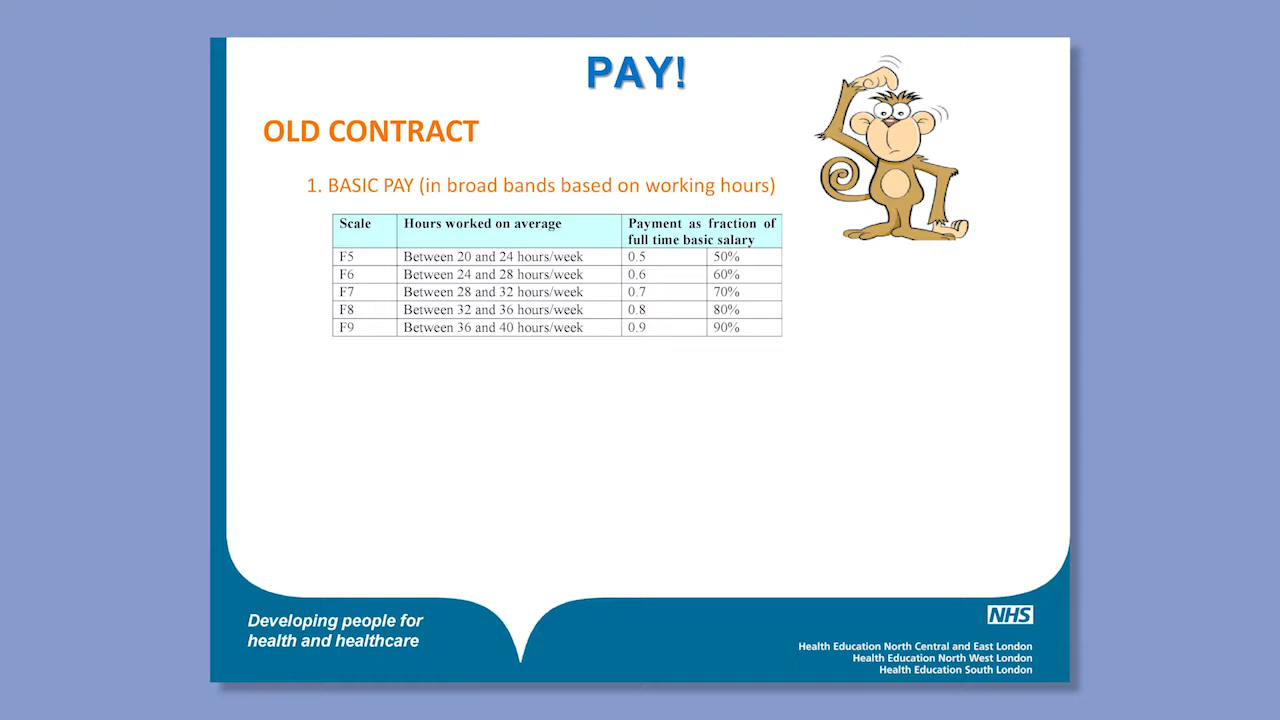 PAY!
OLD CONTRACT
1. BASIC PAY (in broad bands based on working hours)
Scale Hours worked on average Payment as fraction of
full time basic salary
F5 Between 20 and 24 hours/week 0.5 50%
F6 Between 24 and 28 hours/week 0.6 60%
F7 Between 28 and 32 hours/week 0.7 70%
F8 Between 32 and 36 hours/week 0.8 80%
F9 Between 36 and 40 hours/week 0.9 90%
Developing people for
health and healthcare
NHS
Health Education North Central and East London
Health Education North West London
Health Education South London